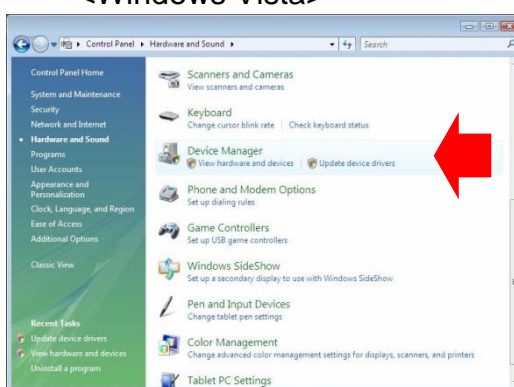 <Windows Vista>
Control Panel ▸ Hardware and Sound ▸
Search
Control Panel Home
System and Maintenance
Security
Network and Internet
Hardware and Sound
Programs
User Accounts
Appearance and
Personalization
Clock, Language, and Region
Ease of Access
Additional Options
Classic View
Recent Tasks
Update device drivers
View hardware and devices
Uninstall a program
Scanners and Cameras
View scanners and cameras
Keyboard
Change cursor blink rate | Check keyboard status
Device Manager
View hardware and devices | Update device drivers
Phone and Modem Options
Set up dialing rules
Game Controllers
Set up USB game controllers
Windows SideShow
Set up a secondary display to use with Windows SideShow
Pen and Input Devices
Change tablet pen settings
Color Management
Change advanced color management settings for displays, scanners, and printers
Tablet PC Settings